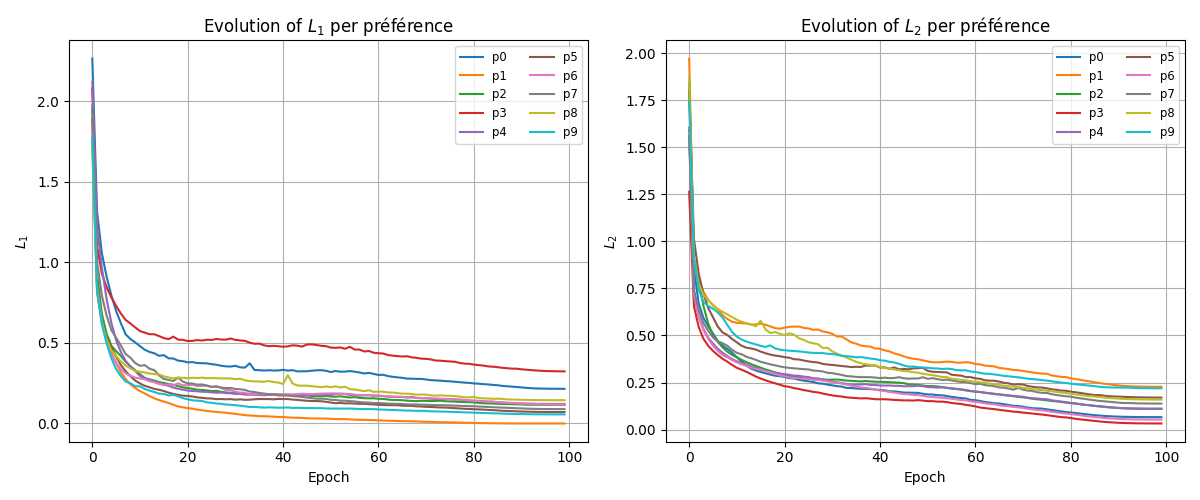 Evolution of L₁ per préférence
2.0
1.5
1.0
0.5
0.0
L₁
0 20 40 60 80 100
Epoch
p0 p5
p1 p6
p2 p7
p3 p8
p4 p9
Evolution of L₂ per préférence
2.00
1.75
1.50
1.25
1.00
0.75
0.50
0.25
0.00
L₂
0 20 40 60 80 100
Epoch
p0 p5
p1 p6
p2 p7
p3 p8
p4 p9